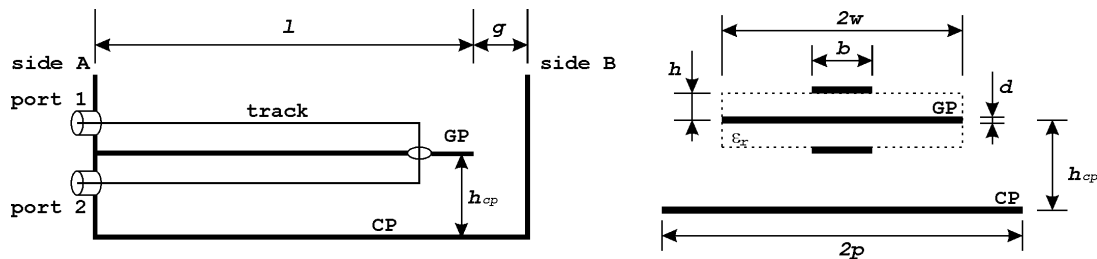 l
g
side A
side B
port 1
track
GP
port 2
h_cp
CP
2w
b
h
d
GP
ε_r
h_cp
CP
2p